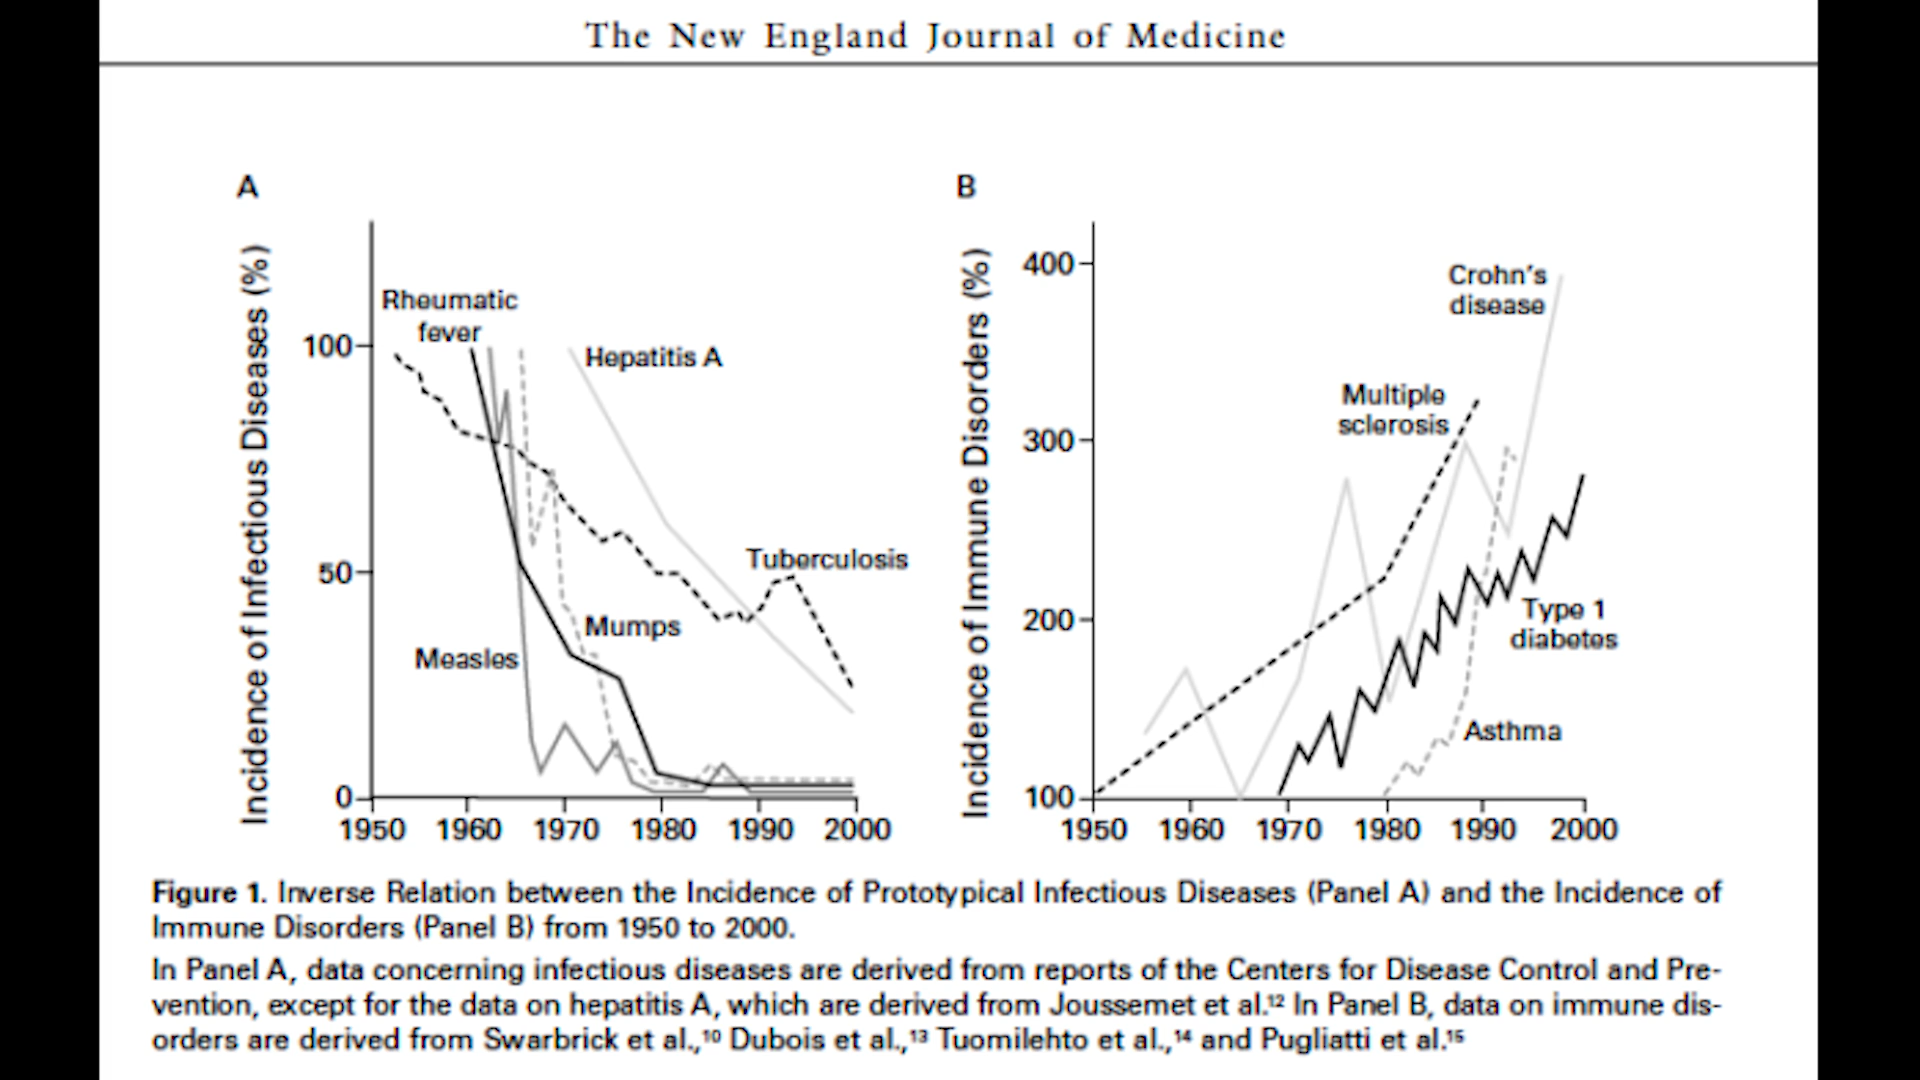 The New England Journal of Medicine
A
Incidence of Infectious Diseases (%)
100
50
0
Rheumatic
fever
Hepatitis A
Tuberculosis
Mumps
Measles
1950 1960 1970 1980 1990 2000
B
Incidence of Immune Disorders (%)
400
300
200
100
Crohn's
disease
Multiple
sclerosis
Type 1
diabetes
Asthma
1950 1960 1970 1980 1990 2000
Figure 1. Inverse Relation between the Incidence of Prototypical Infectious Diseases (Panel A) and the Incidence of
Immune Disorders (Panel B) from 1950 to 2000.
In Panel A, data concerning infectious diseases are derived from reports of the Centers for Disease Control and Pre-
vention, except for the data on hepatitis A, which are derived from Joussemet et al.¹² In Panel B, data on immune dis-
orders are derived from Swarbrick et al.,¹⁰ Dubois et al.,¹³ Tuomilehto et al.,¹⁴ and Pugliatti et al.¹⁵